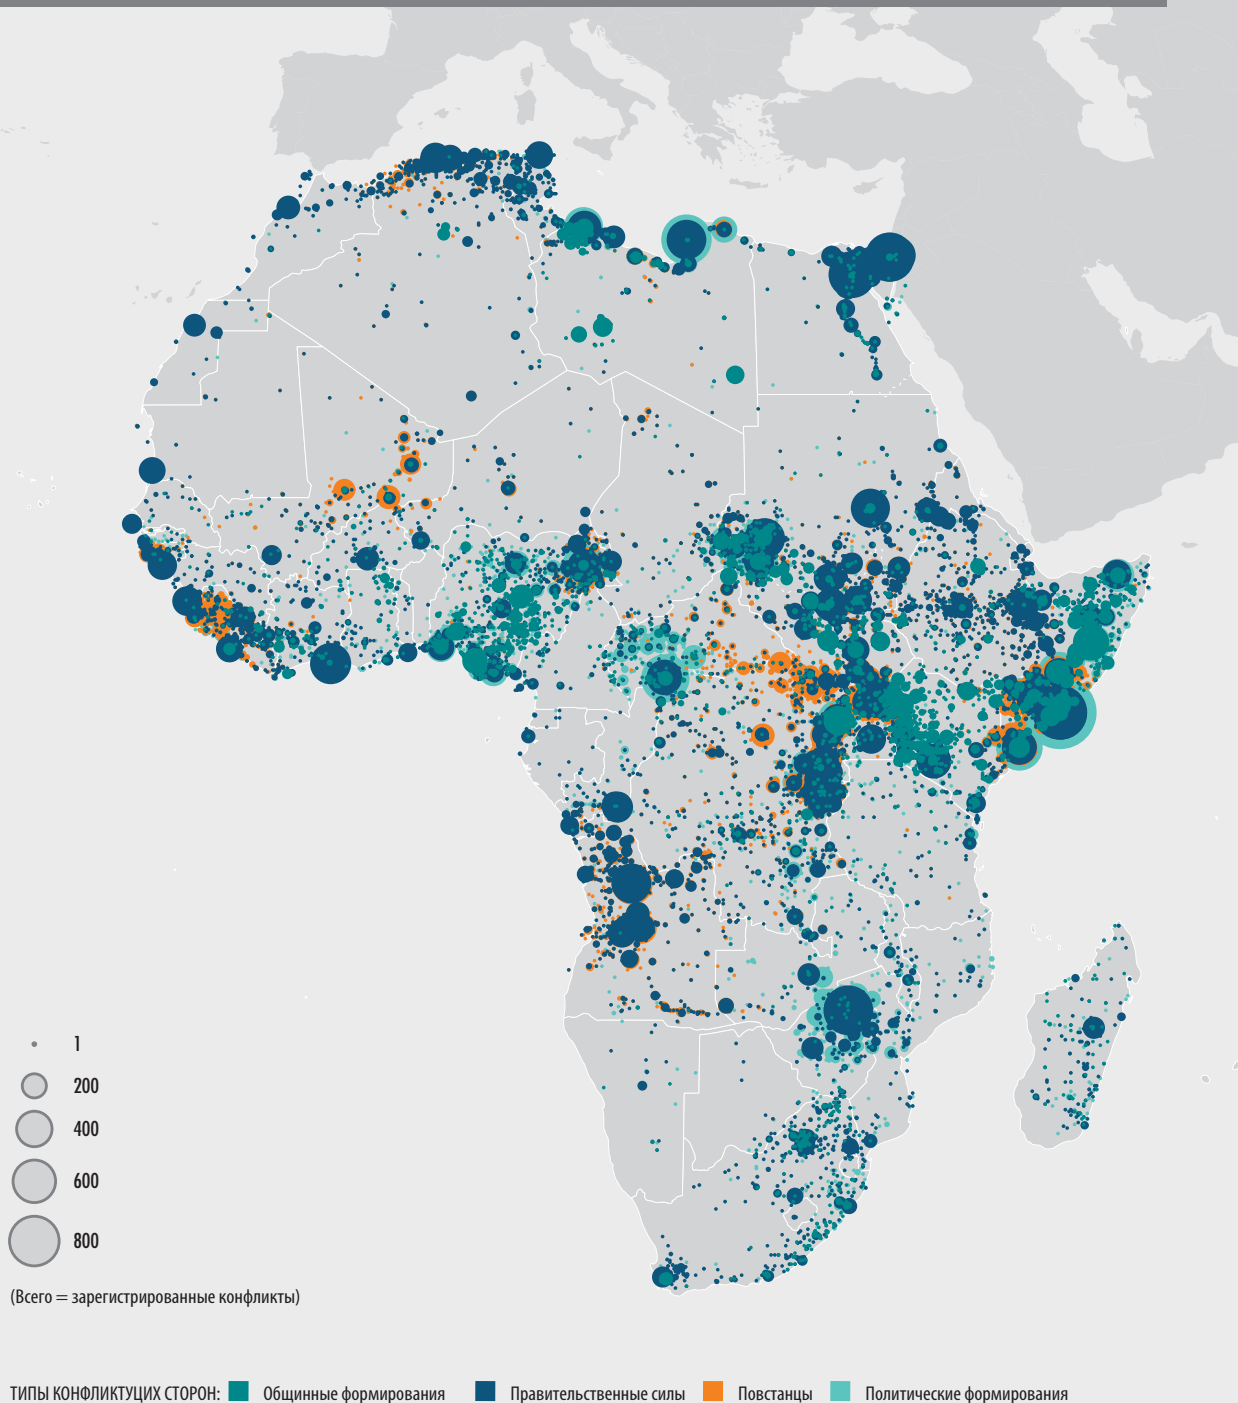 1
200
400
600
800
(Всего = зарегистрированные конфликты)
ТИПЫ КОНФЛИКТУЦИХ СТОРОН: Общинные формирования Правительственные силы Повстанцы Политические формирования